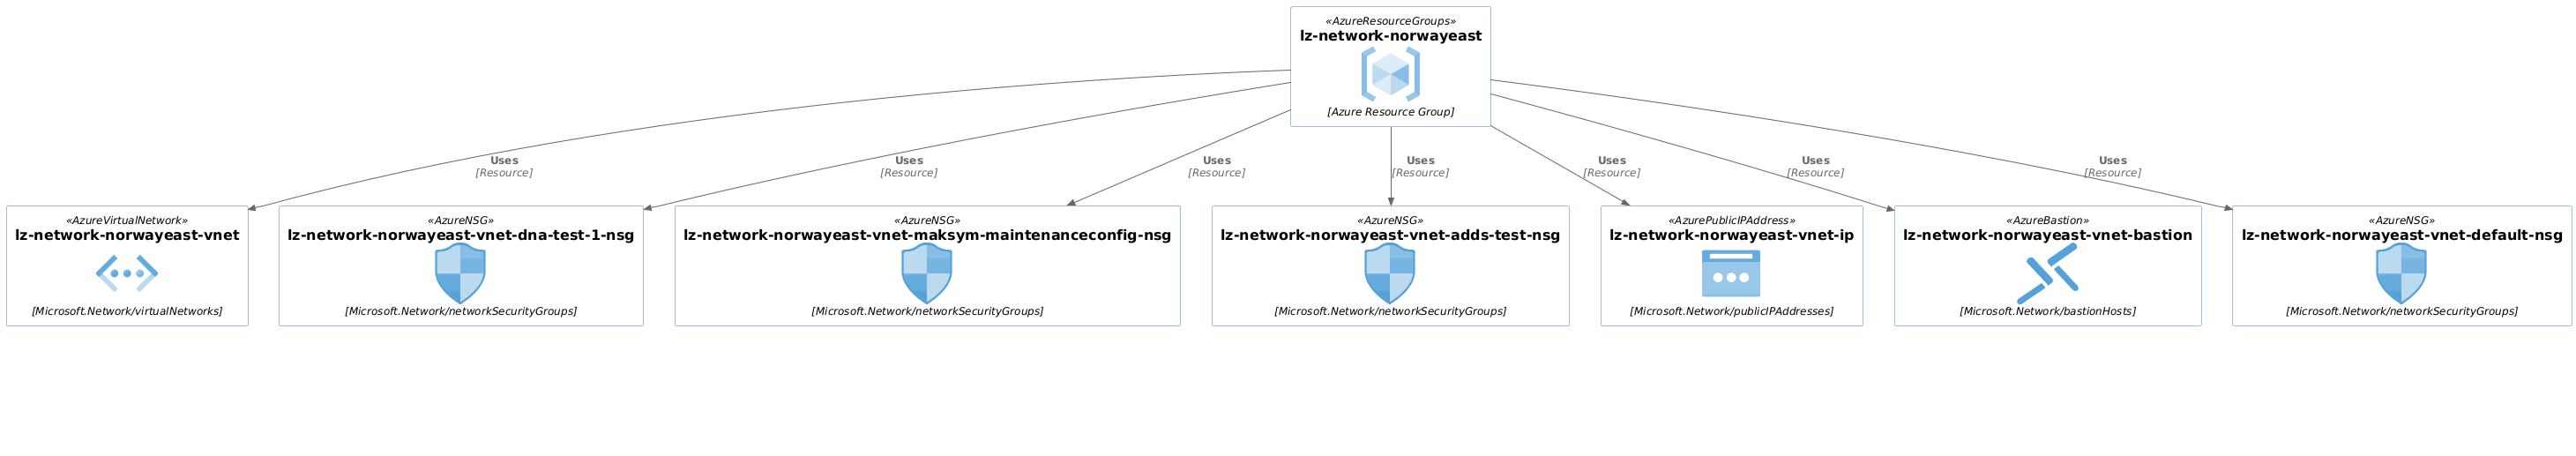 «AzureResourceGroups»
lz-network-norwayeast
[Azure Resource Group]
Uses
[Resource]
Uses
[Resource]
Uses
[Resource]
Uses
[Resource]
Uses
[Resource]
Uses
[Resource]
Uses
[Resource]
«AzureVirtualNetwork»
lz-network-norwayeast-vnet
[Microsoft.Network/virtualNetworks]
«AzureNSG»
lz-network-norwayeast-vnet-dna-test-1-nsg
[Microsoft.Network/networkSecurityGroups]
«AzureNSG»
lz-network-norwayeast-vnet-maksym-maintenanceconfig-nsg
[Microsoft.Network/networkSecurityGroups]
«AzureNSG»
lz-network-norwayeast-vnet-adds-test-nsg
[Microsoft.Network/networkSecurityGroups]
«AzurePublicIPAddress»
lz-network-norwayeast-vnet-ip
[Microsoft.Network/publicIPAddresses]
«AzureBastion»
lz-network-norwayeast-vnet-bastion
[Microsoft.Network/bastionHosts]
«AzureNSG»
lz-network-norwayeast-vnet-default-nsg
[Microsoft.Network/networkSecurityGroups]